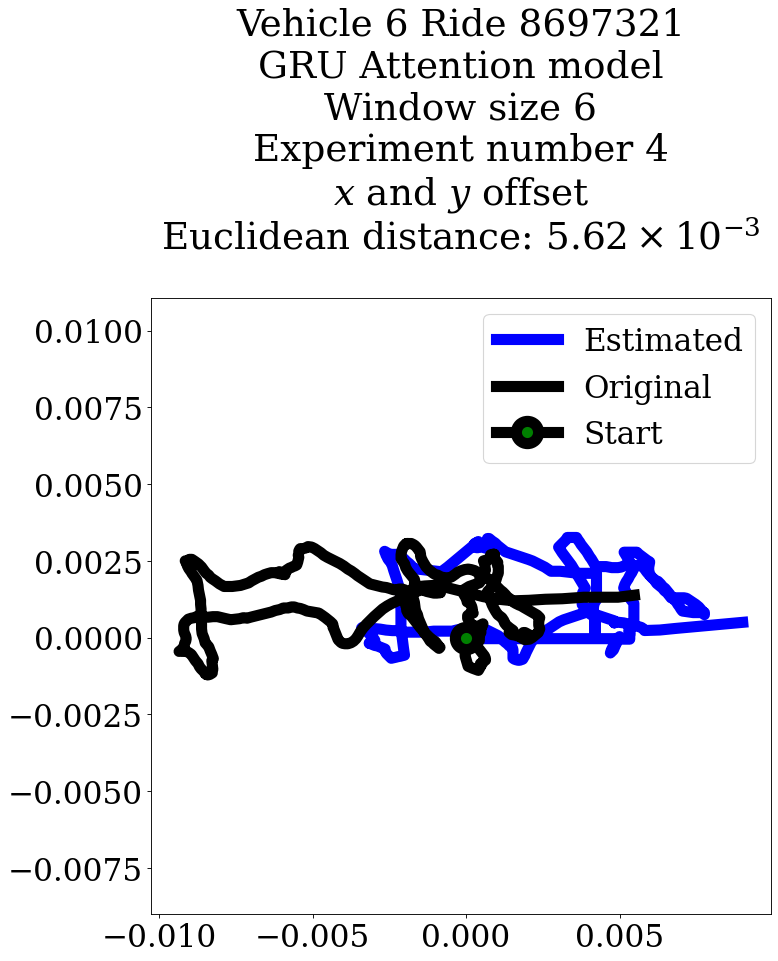 Vehicle 6 Ride 8697321
GRU Attention model
Window size 6
Experiment number 4
x and y offset
Euclidean distance: 5.62 × 10⁻³
Estimated
Original
Start
0.0100
0.0075
0.0050
0.0025
0.0000
−0.0025
−0.0050
−0.0075
−0.010 −0.005 0.000 0.005